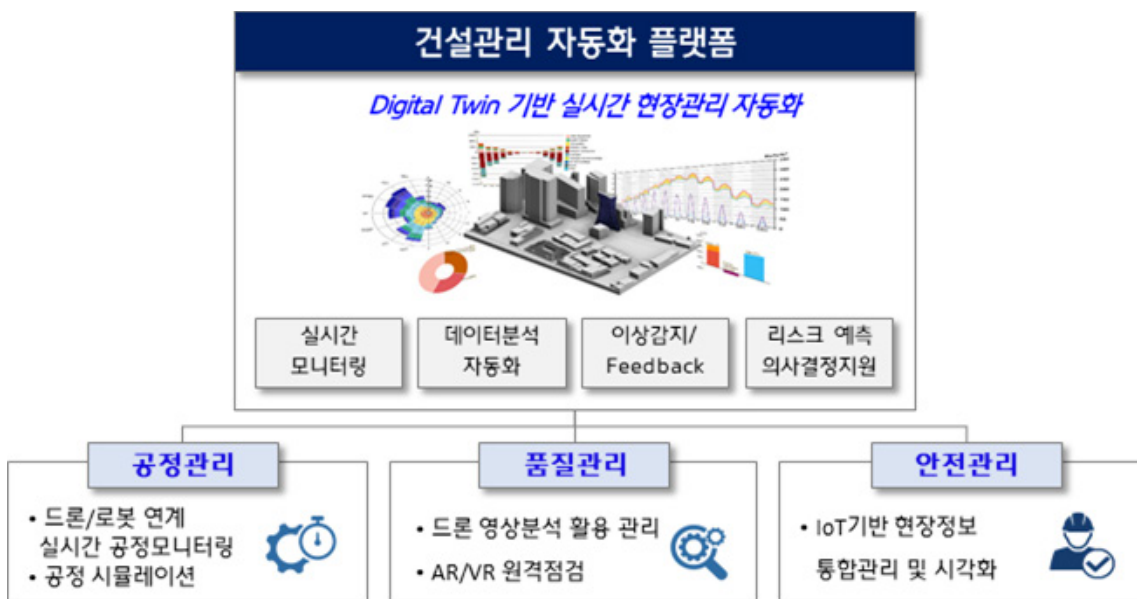 건설관리 자동화 플랫폼
Digital Twin 기반 실시간 현장관리 자동화
실시간
모니터링
데이터분석
자동화
이상감지/
Feedback
리스크 예측
의사결정지원
공정관리
• 드론/로봇 연계
실시간 공정모니터링
• 공정 시뮬레이션
품질관리
• 드론 영상분석 활용 관리
• AR/VR 원격점검
안전관리
• IoT기반 현장정보
통합관리 및 시각화